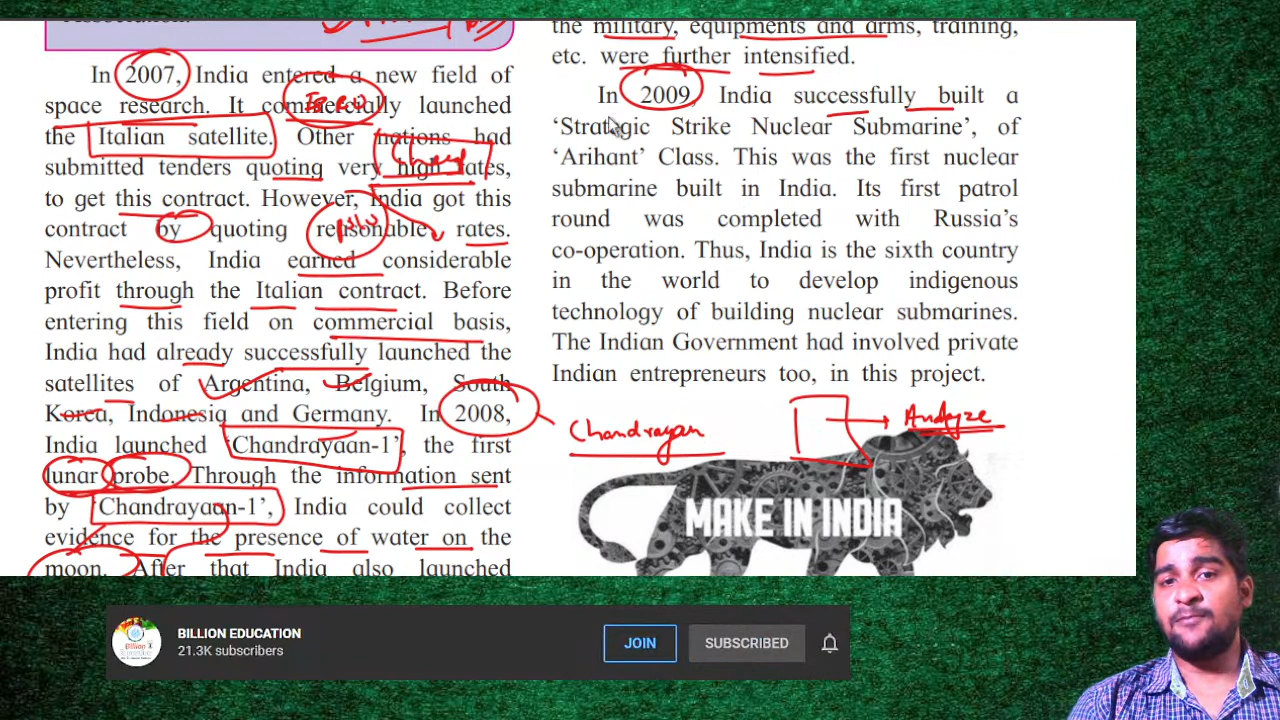 Association.
In 2007, India entered a new field of
space research. It commercially launched
the Italian satellite. Other nations had
submitted tenders quoting very high rates,
to get this contract. However, India got this
contract by quoting reasonable rates.
Nevertheless, India earned considerable
profit through the Italian contract. Before
entering this field on commercial basis,
India had already successfully launched the
satellites of Argentina, Belgium, South
Korea, Indonesia and Germany. In 2008,
India launched 'Chandrayaan-1', the first
lunar probe. Through the information sent
by 'Chandrayaan-1', India could collect
evidence for the presence of water on the
moon. After that India also launched
the military, equipments and arms, training,
etc. were further intensified.
In 2009, India successfully built a
'Strategic Strike Nuclear Submarine', of
'Arihant' Class. This was the first nuclear
submarine built in India. Its first patrol
round was completed with Russia's
co-operation. Thus, India is the sixth country
in the world to develop indigenous
technology of building nuclear submarines.
The Indian Government had involved private
Indian entrepreneurs too, in this project.
Chandrayan
Analyze
MAKE IN INDIA
BILLION EDUCATION
21.3K subscribers
JOIN
SUBSCRIBED